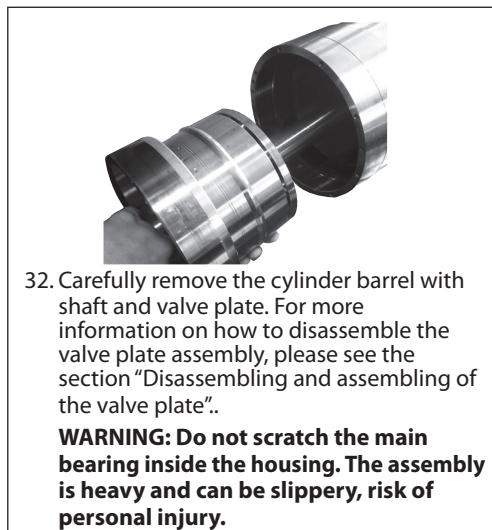 32. Carefully remove the cylinder barrel with
shaft and valve plate. For more
information on how to disassemble the
valve plate assembly, please see the
section “Disassembling and assembling of
the valve plate”..
WARNING: Do not scratch the main
bearing inside the housing. The assembly
is heavy and can be slippery, risk of
personal injury.